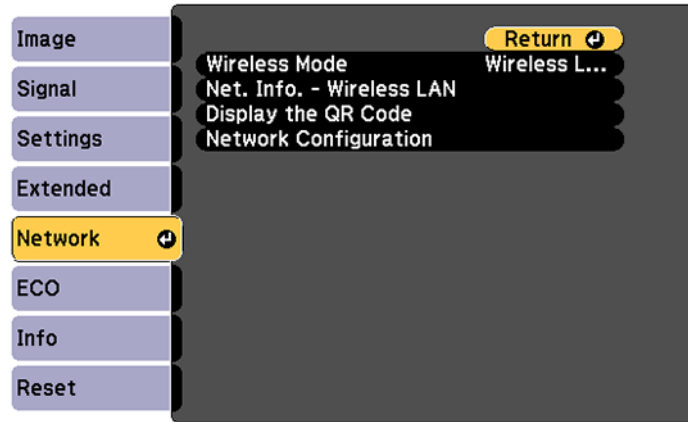 Image
Signal
Settings
Extended
Network
ECO
Info
Reset
Return
Wireless Mode Wireless L...
Net. Info. - Wireless LAN
Display the QR Code
Network Configuration